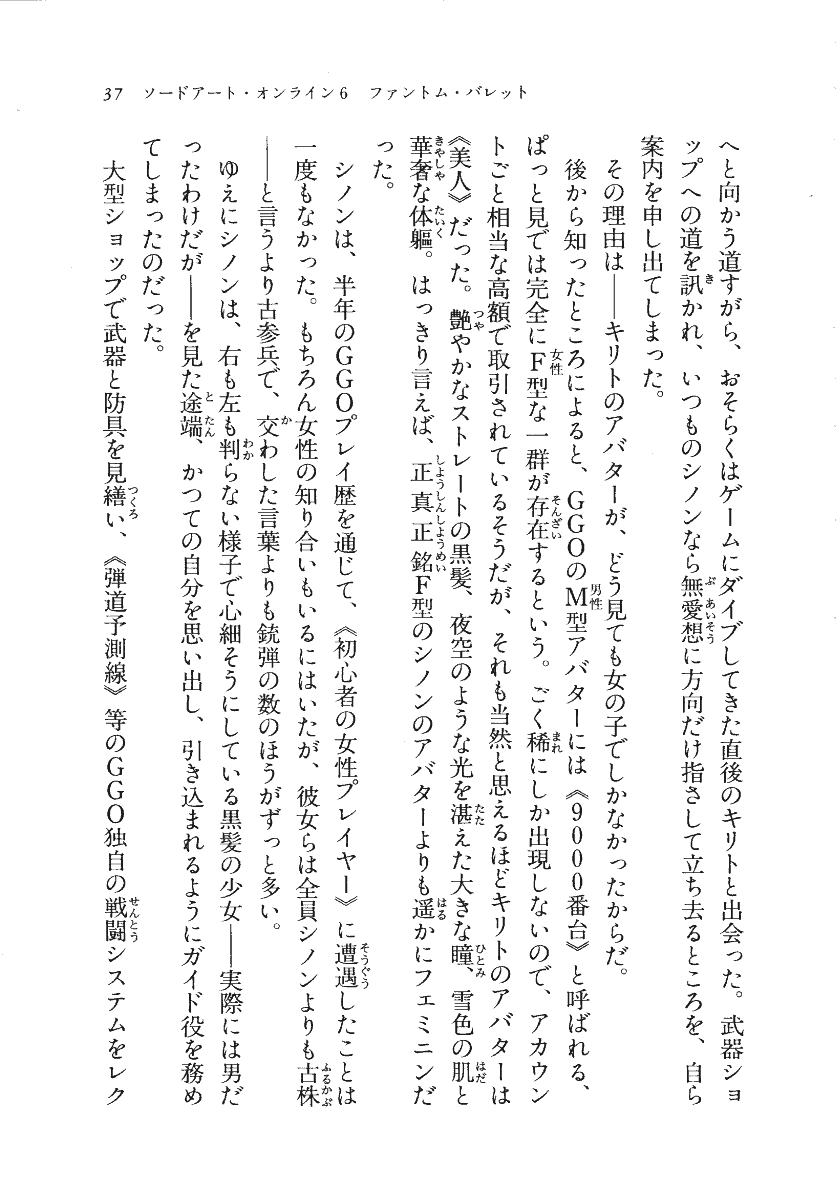 37 ソードアート・オンライン6 ファントム・バレット
へと向かう道すがら、おそらくはゲームにダイブしてきた直後のキリトと出会った。武器ショ
ップへの道を訊かれ、いつものシノンなら無愛想に方向だけ指さして立ち去るところを、自ら
案内を申し出てしまった。
その理由は――キリトのアバターが、どう見ても女の子でしかなかったからだ。
後から知ったところによると、GGOのM型アバターには《9000番台》と呼ばれる、
ぱっと見では完全にF型な一群が存在するという。ごく稀にしか出現しないので、アカウン
トごと相当な高額で取引されているそうだが、それも当然と思えるほどキリトのアバターは
《美人》だった。艶やかなストレートの黒髪、夜空のような光を湛えた大きな瞳、雪色の肌と
華奢な体軀。はっきり言えば、正真正銘F型のシノンのアバターよりも遥かにフェミニンだ
った。
シノンは、半年のGGOプレイ歴を通じて、《初心者の女性プレイヤー》に遭遇したことは
一度もなかった。もちろん女性の知り合いもいるにはいたが、彼女らは全員シノンよりも古株
――と言うより古参兵で、交わした言葉よりも銃弾の数のほうがずっと多い。
ゆえにシノンは、右も左も判らない様子で心細そうにしている黒髪の少女――実際には男だ
ったわけだが――を見た途端、かつての自分を思い出し、引き込まれるようにガイド役を務め
てしまったのだった。
大型ショップで武器と防具を見繕い、《弾道予測線》等のGGO独自の戦闘システムをレク